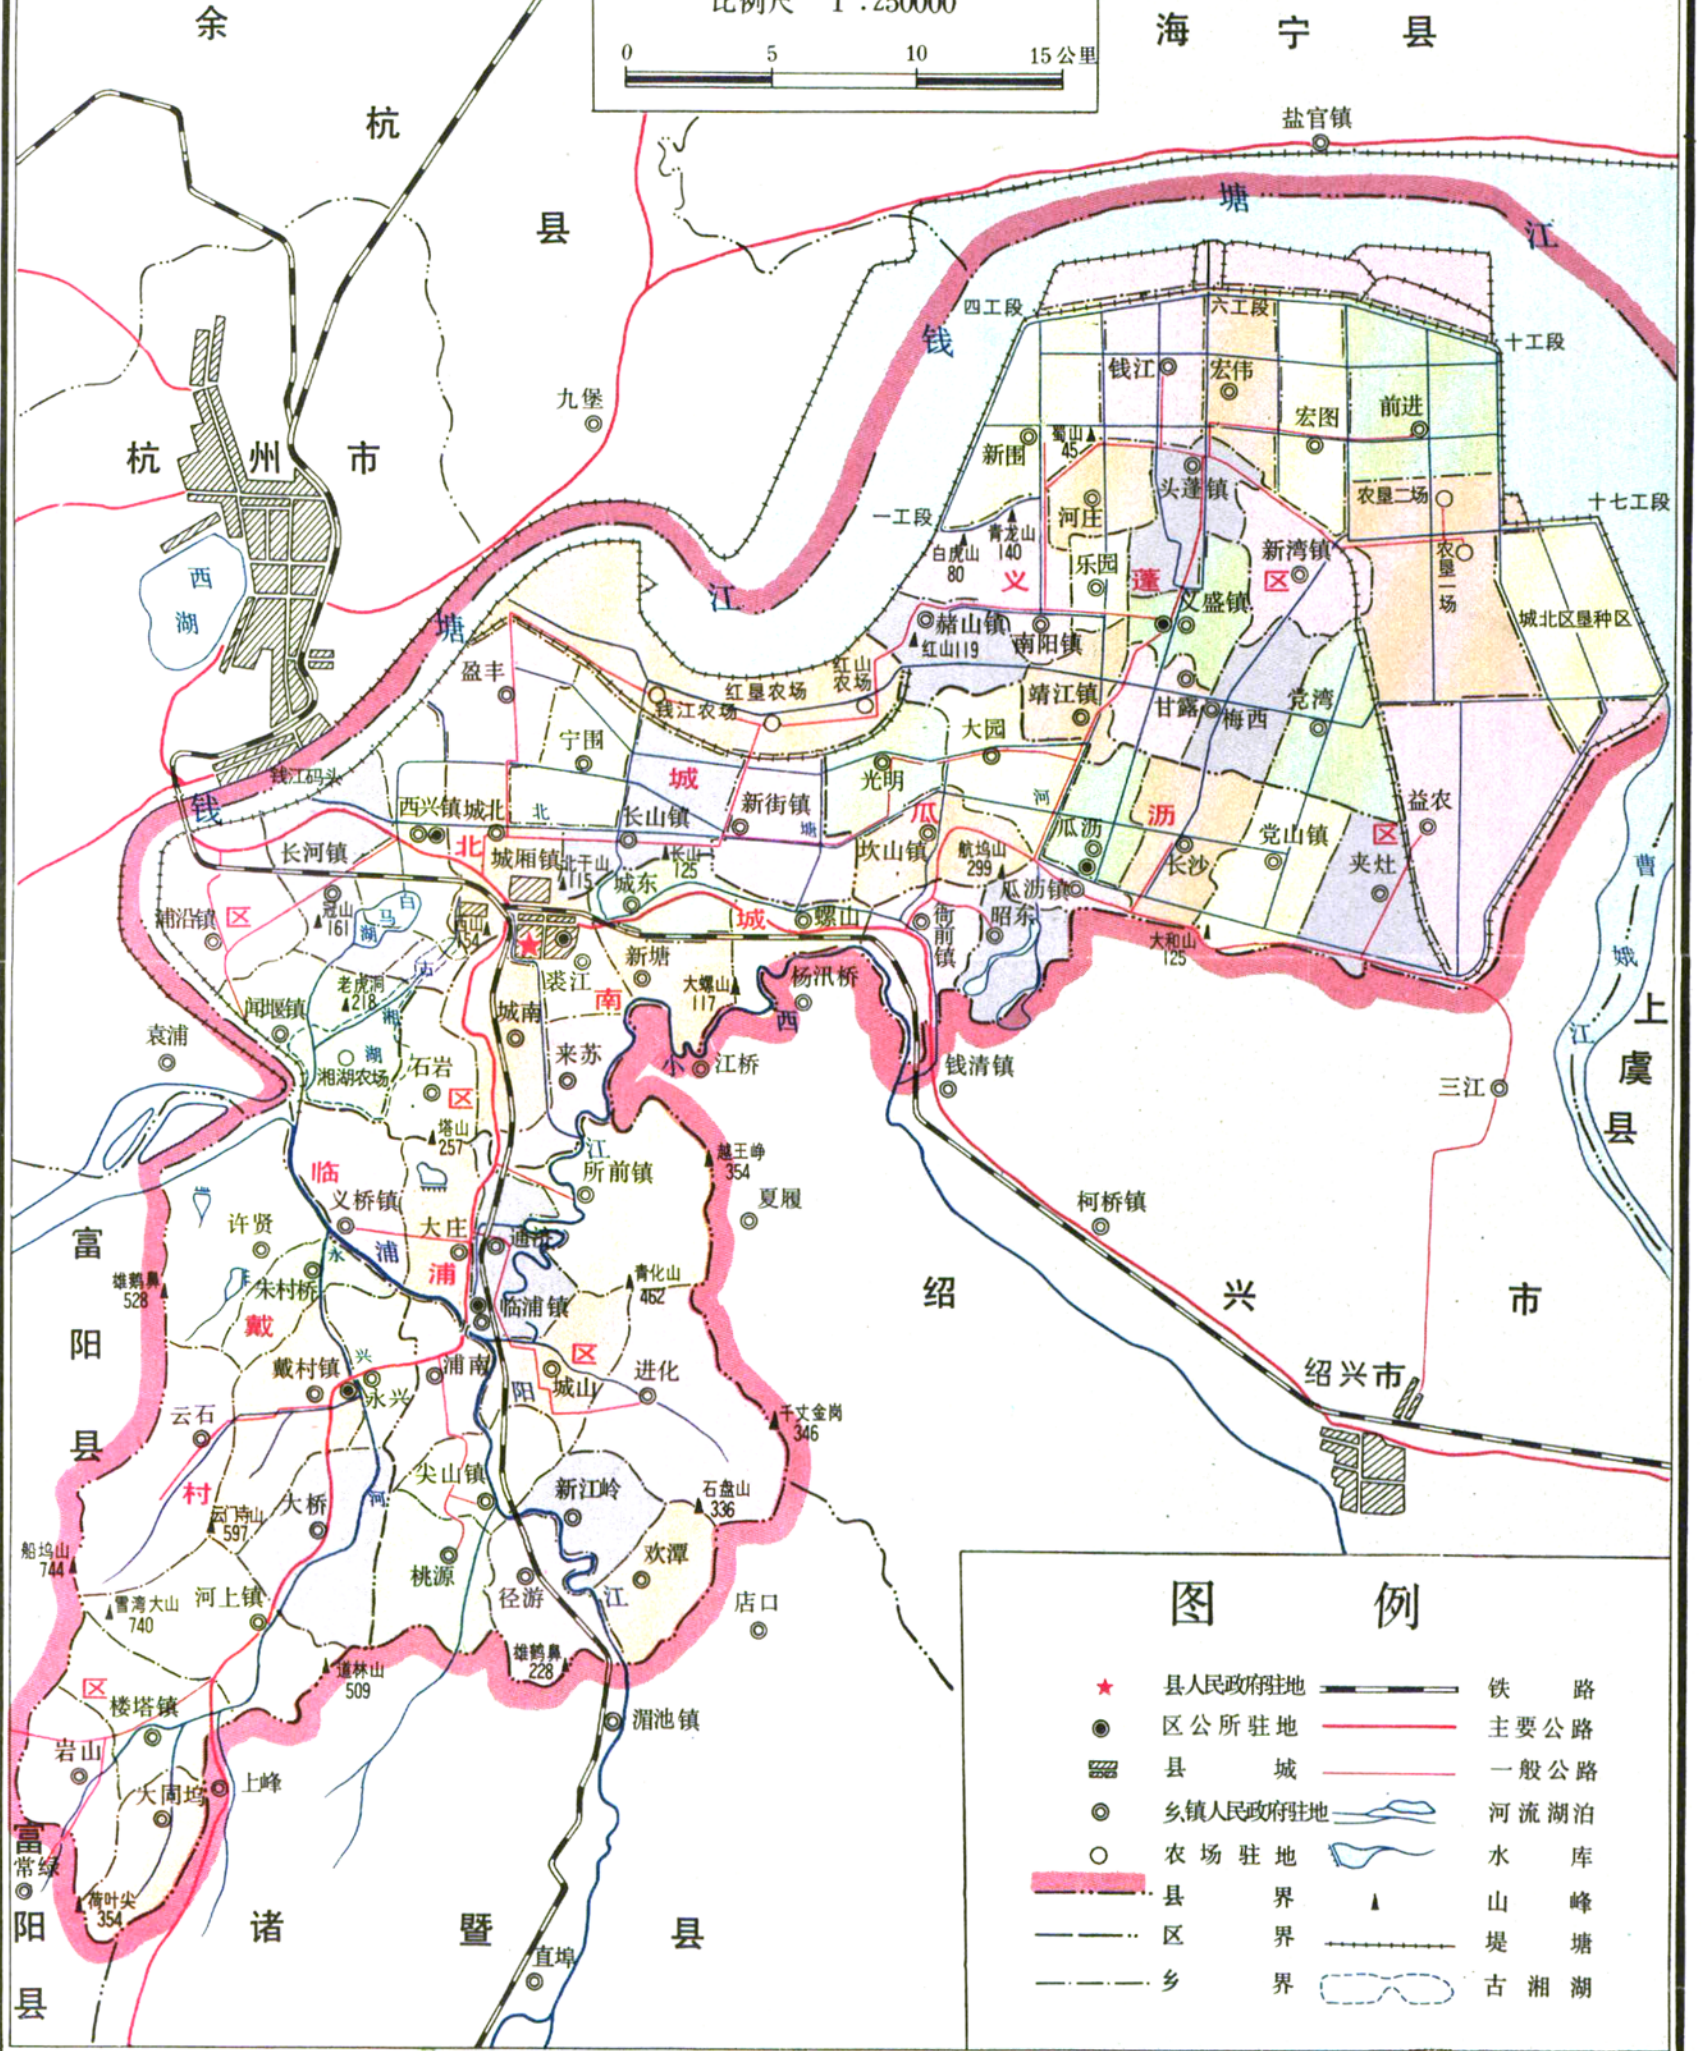 比例尺 1:250000
0 5 10 15公里
余
杭
县
海宁县
盐官镇
钱
塘
江
四工段
六工段
十工段
钱江
宏伟
宏图
前进
九堡
杭州市
新围
蜀山
45
头蓬镇
农垦二场
十七工段
一工段
河庄
青龙山
140
白虎山
80
乐园
新湾镇
农垦一场
义
蓬
区
西
湖
江
塘
义盛镇
城北区垦种区
赭山镇
红山119
南阳镇
盈丰
红山
农场
红垦农场
钱江农场
靖江镇
甘露
梅西
党湾
宁围
大园
钱江码头
钱
城
光明
西兴镇
城北
北
长山镇
新街镇
塘
瓜
河
瓜沥
沥
党山镇
益农
区
长河镇
北
城厢镇
北干山
115
长山
125
坎山镇
航坞山
299
长沙
夹灶
曹
娥
江
浦沿镇
区
冠山
161
白
马
湖
西山
154
城东
城
螺山
衙前镇
瓜沥镇
昭东
大和山
125
裘江
新塘
南
大螺山
117
杨汛桥
老虎洞
218
古
湘
湖
闻堰镇
城南
袁浦
湘湖农场
石岩
来苏
西
小
江桥
钱清镇
三江
上
虞
县
区
塔山
257
江
临
所前镇
越王峥
354
义桥镇
夏履
柯桥镇
富
阳
县
许贤
永
浦
大庄
雄鹅鼻
528
朱村桥
浦
青化山
462
临浦镇
绍兴市
戴
兴
浦南
区
戴村镇
永兴
阳
城山
进化
绍兴市
云石
千丈金岗
346
尖山镇
村
大桥
河
新江岭
石盘山
336
云门寺山
597
船坞山
744
桃源
径游
欢潭
江
店口
雪湾大山
740
河上镇
道林山
509
雄鹤鼻
228
区
楼塔镇
湄池镇
岩山
大同坞
上峰
富
常绿
阳
县
荷叶尖
354
诸暨县
直埠
图例
县人民政府驻地 铁路
区公所驻地 主要公路
县城 一般公路
乡、镇人民政府驻地 河流湖泊
农场驻地 水库
县界 山峰
区界 堤塘
乡界 古湘湖